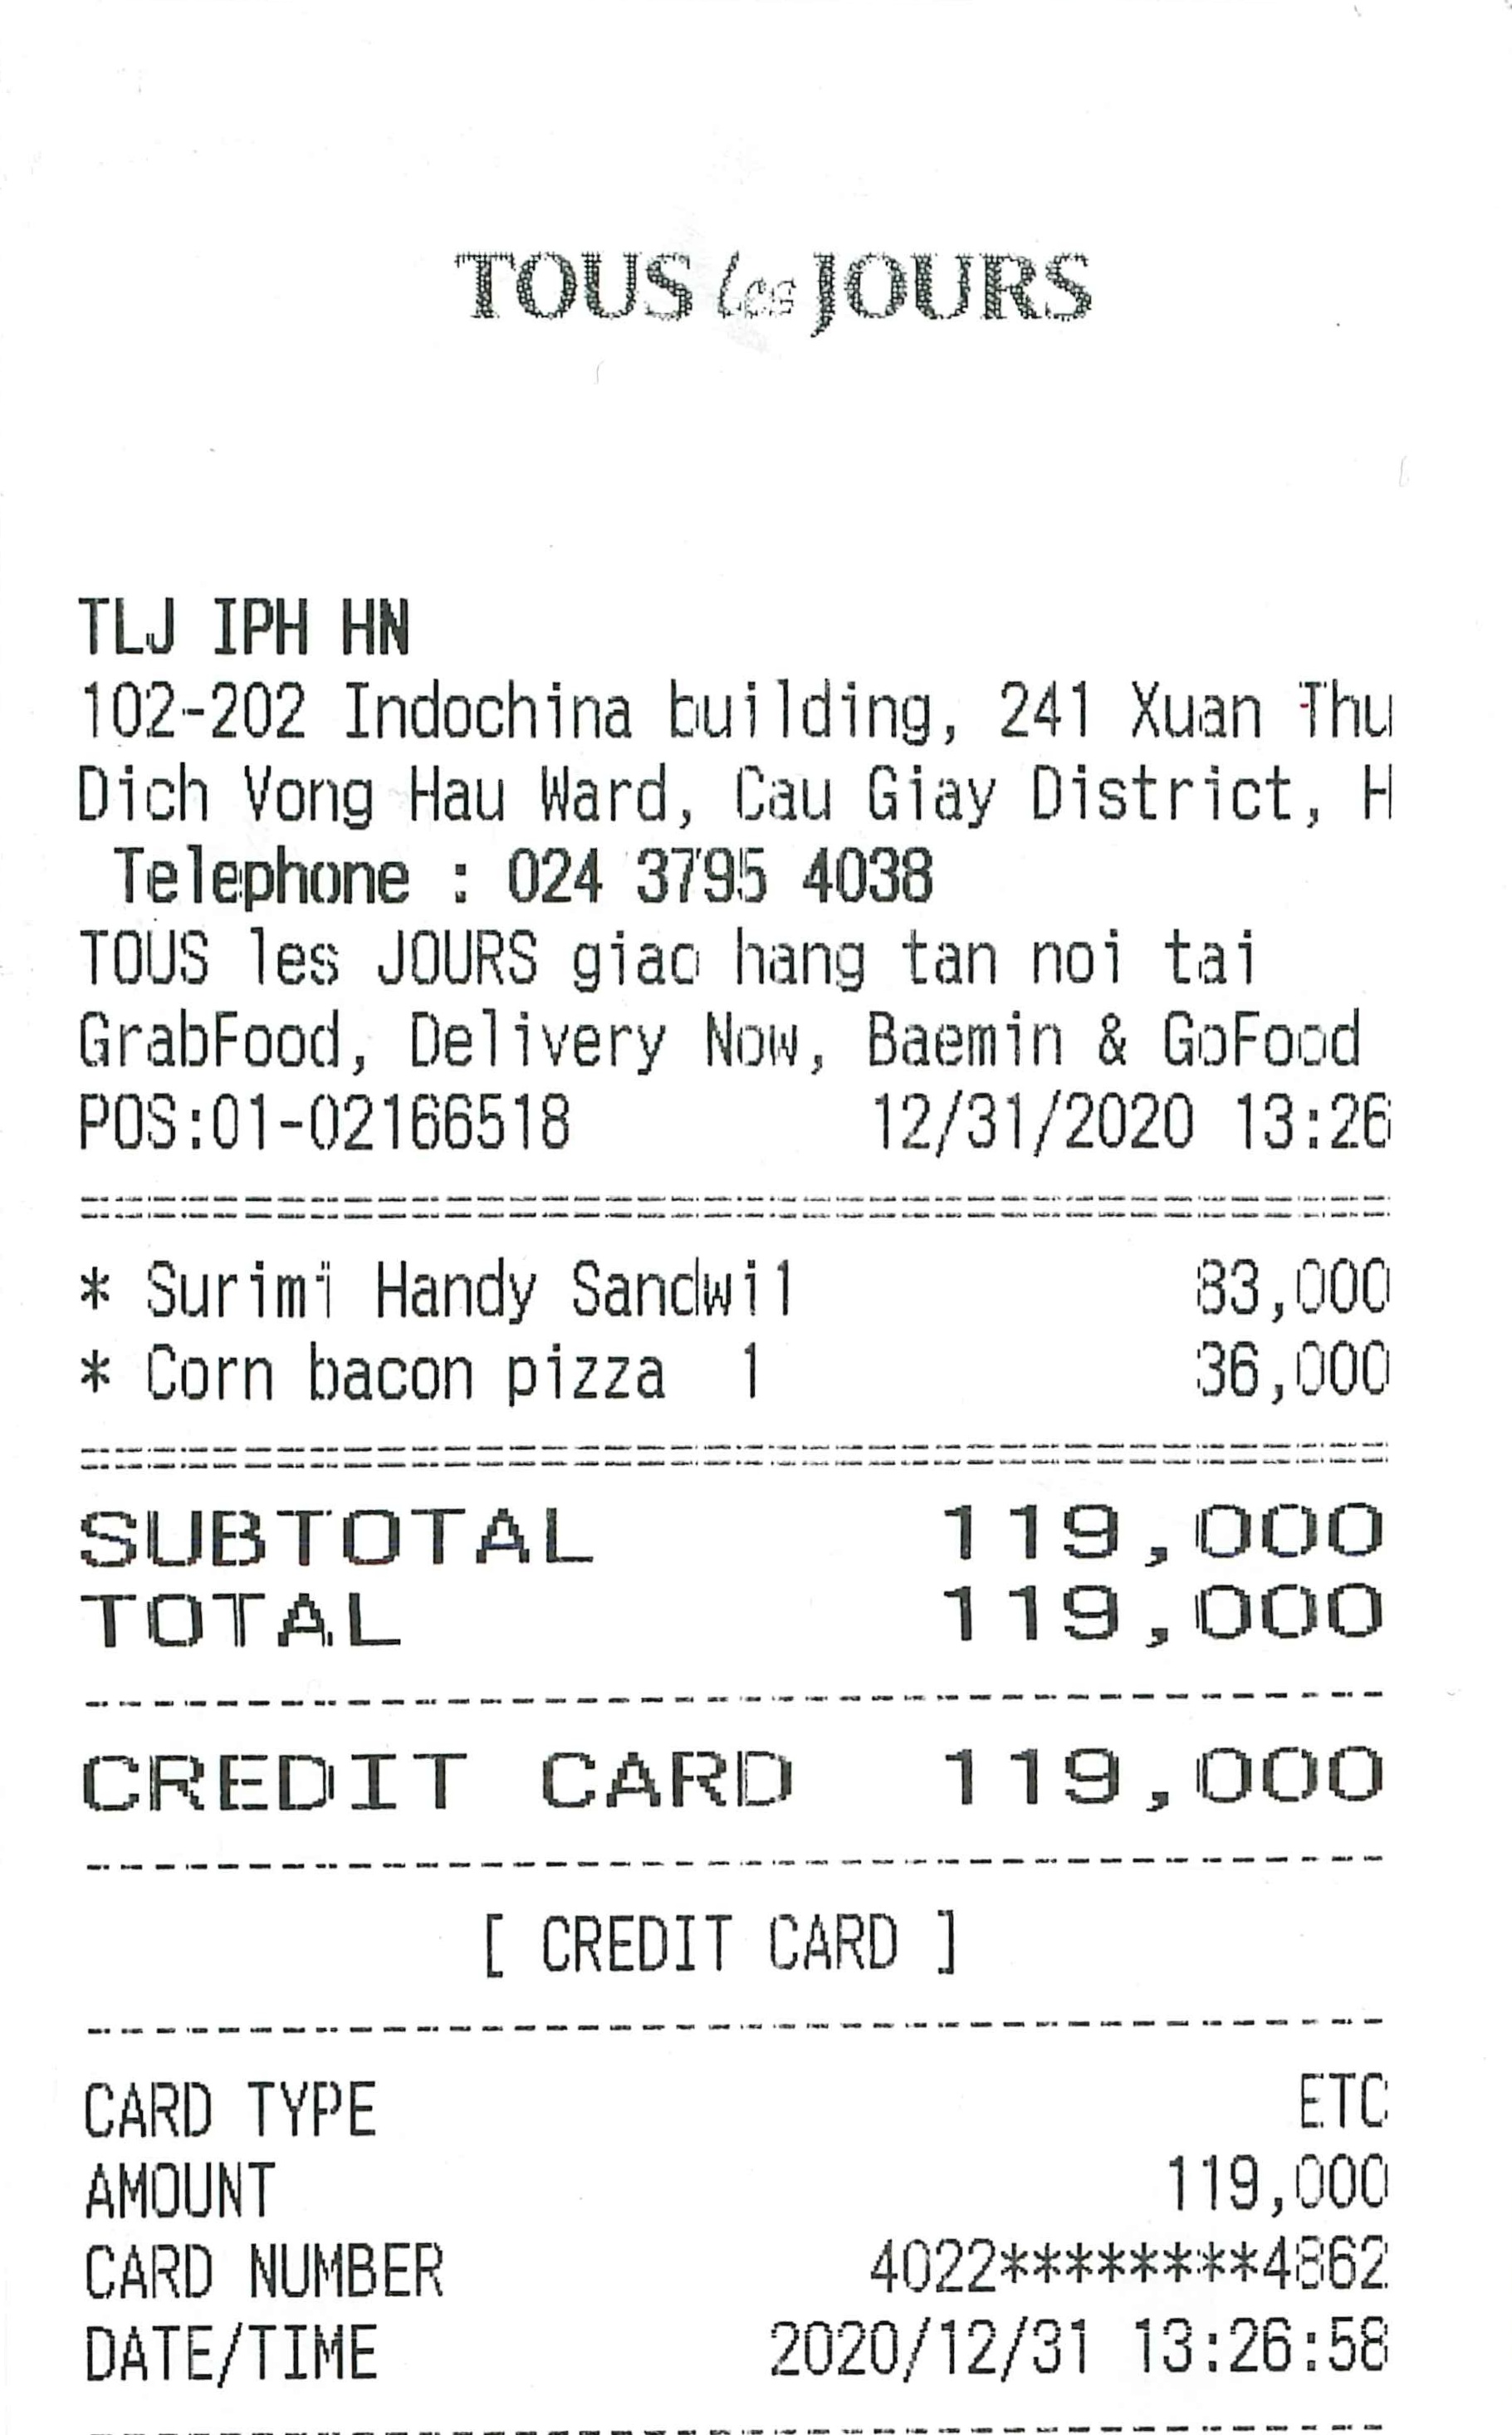 TOUS les JOURS
TLJ IPH HN
102-202 Indochina building, 241 Xuan Thu
Dich Vong Hau Ward, Cau Giay District, H
Telephone : 024 3795 4038
TOUS les JOURS giao hang tan noi tai
GrabFood, Delivery Now, Baemin & GoFood
POS:01-02166518 12/31/2020 13:26
* Surimi Handy Sandwi1 83,000
* Corn bacon pizza 1 36,000
SUBTOTAL 119,000
TOTAL 119,000
CREDIT CARD 119,000
[ CREDIT CARD ]
CARD TYPE ETC
AMOUNT 119,000
CARD NUMBER 4022********4862
DATE/TIME 2020/12/31 13:26:58